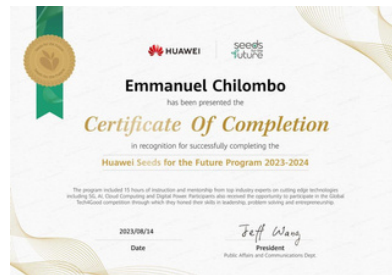 HUAWEI
seeds for the future
Emmanuel Chilombo
has been presented the
Certificate Of Completion
in recognition for successfully completing the
Huawei Seeds for the Future Program 2023-2024
The program included 15 hours of instruction and mentorship from top industry experts on cutting edge technologies
including 5G, AI, Cloud Computing and Digital Power Participants also received the opportunity to participate in the Global
Tech4Good competition through which they honed their skills in leadership, problem solving and entrepreneurship.
2023/08/14
Jeff Wang
Date
President
Public Affairs and Communications Dept.